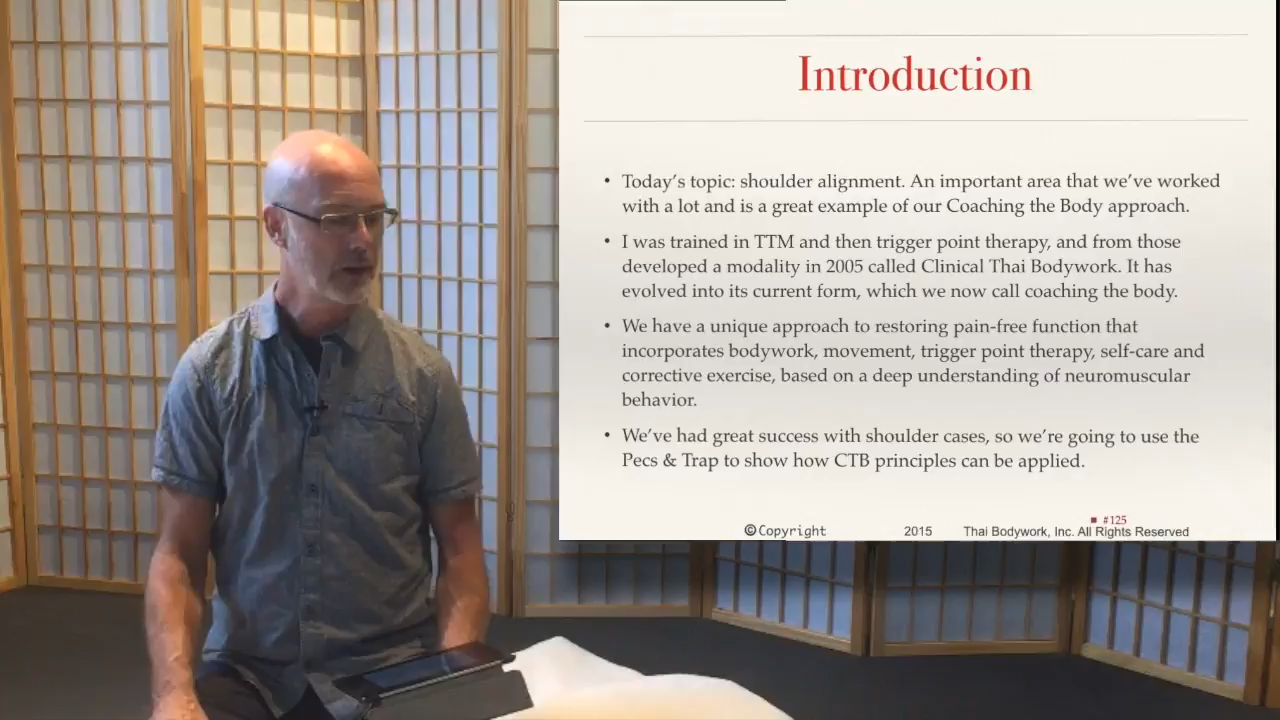 Introduction
• Today's topic: shoulder alignment. An important area that we've worked
with a lot and is a great example of our Coaching the Body approach.
• I was trained in TTM and then trigger point therapy, and from those
developed a modality in 2005 called Clinical Thai Bodywork. It has
evolved into its current form, which we now call coaching the body.
• We have a unique approach to restoring pain-free function that
incorporates bodywork, movement, trigger point therapy, self-care and
corrective exercise, based on a deep understanding of neuromuscular
behavior.
• We've had great success with shoulder cases, so we're going to use the
Pecs & Trap to show how CTB principles can be applied.
■ #125
©Copyright 2015 Thai Bodywork, Inc. All Rights Reserved